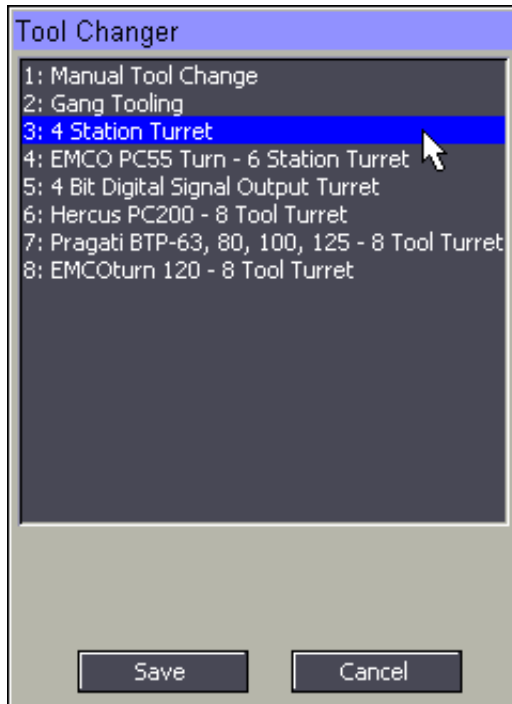 Tool Changer
1: Manual Tool Change
2: Gang Tooling
3: 4 Station Turret
4: EMCO PC55 Turn - 6 Station Turret
5: 4 Bit Digital Signal Output Turret
6: Hercus PC200 - 8 Tool Turret
7: Pragati BTP-63, 80, 100, 125 - 8 Tool Turret
8: EMCOturn 120 - 8 Tool Turret
Save Cancel